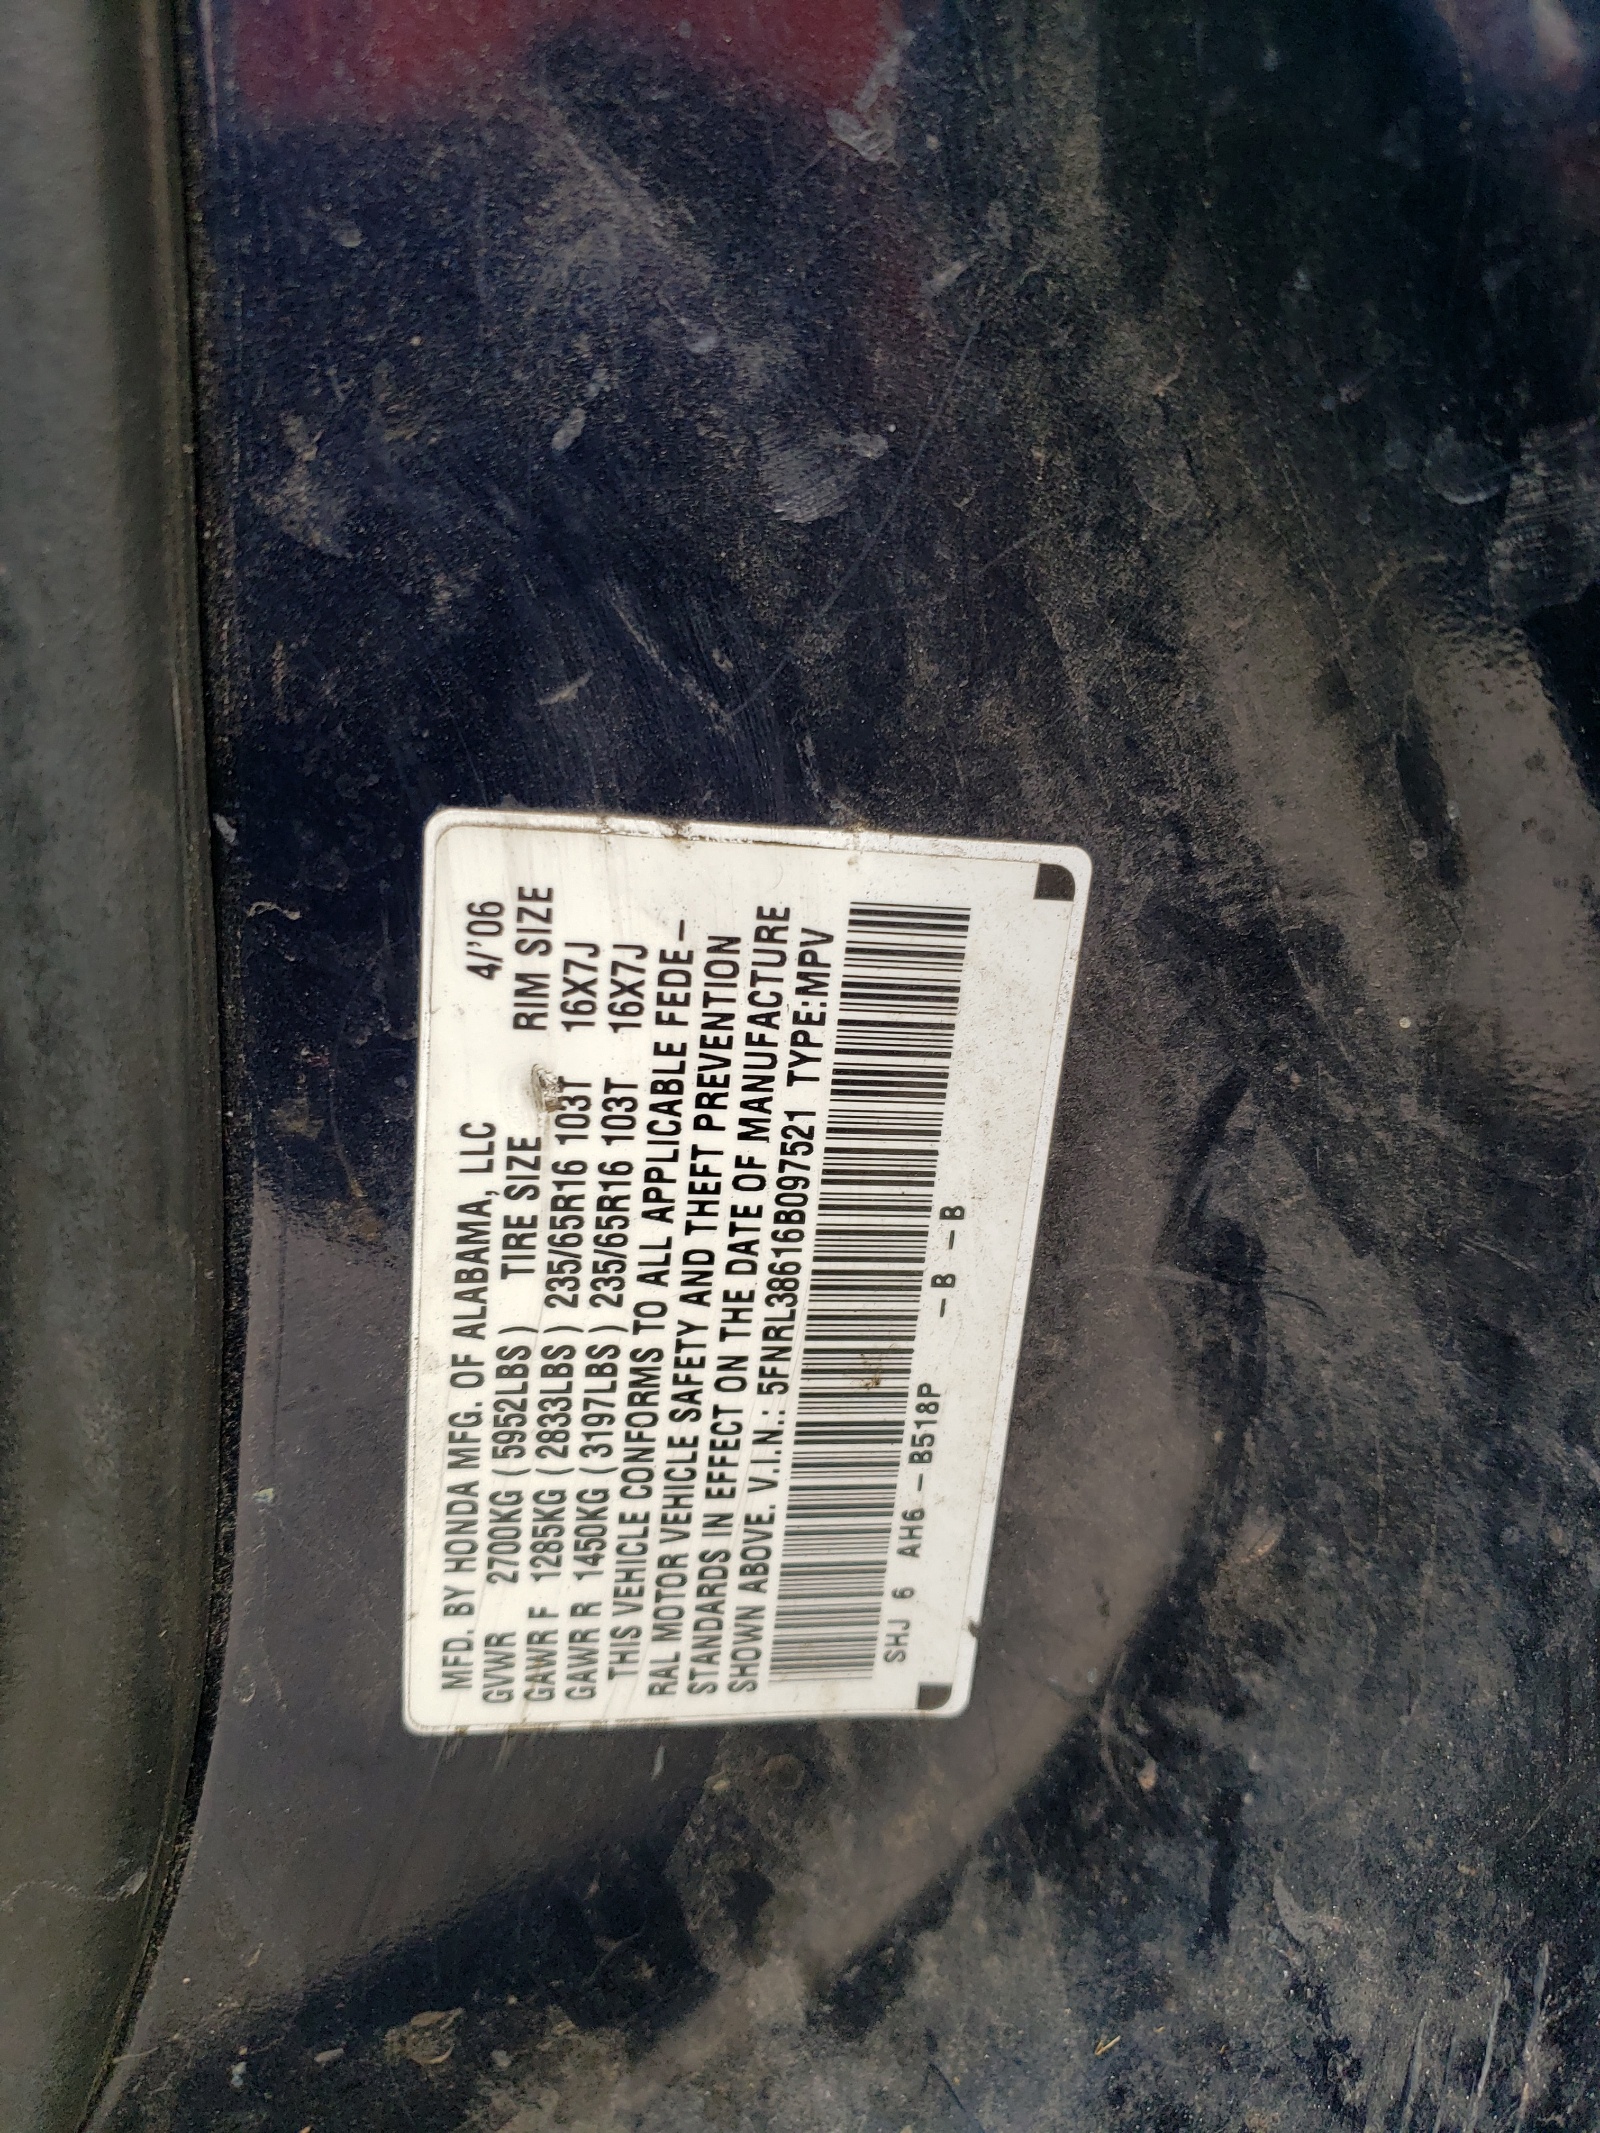 MFD. BY HONDA MFG. OF ALABAMA, LLC 4/'06
GVWR 2700KG ( 5952LBS ) TIRE SIZE RIM SIZE
GAWR F 1285KG ( 2833LBS ) 235/65R16 103T 16X7J
GAWR R 1450KG ( 3197LBS ) 235/65R16 103T 16X7J
THIS VEHICLE CONFORMS TO ALL APPLICABLE FEDE-
RAL MOTOR VEHICLE SAFETY AND THEFT PREVENTION
STANDARDS IN EFFECT ON THE DATE OF MANUFACTURE
SHOWN ABOVE. V.I.N.: 5FNRL38616B097521 TYPE:MPV
SHJ 6 AH6 -B518P -B -B